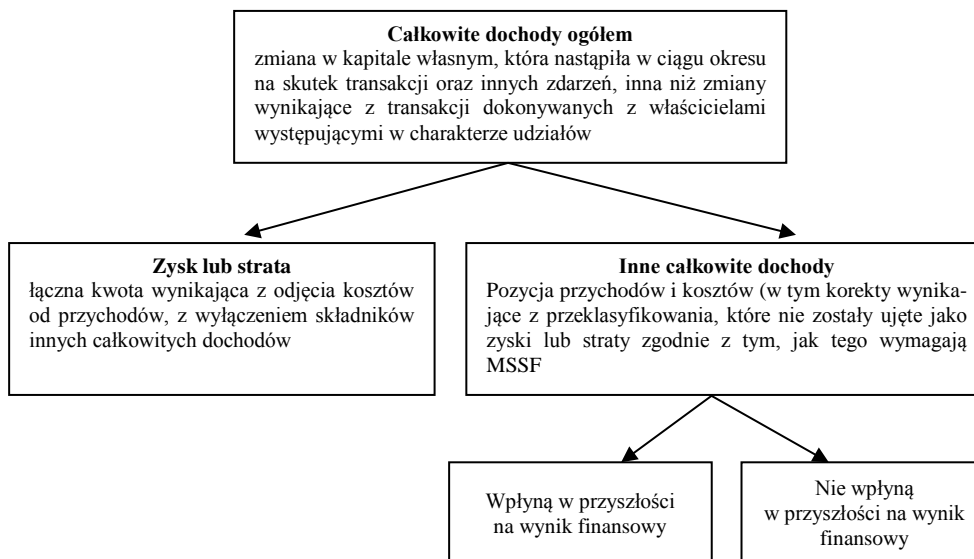 Całkowite dochody ogółem
zmiana w kapitale własnym, która nastąpiła w ciągu okresu
na skutek transakcji oraz innych zdarzeń, inna niż zmiany
wynikające z transakcji dokonywanych z właścicielami
występującymi w charakterze udziałów
Zysk lub strata
łączna kwota wynikająca z odjęcia kosztów
od przychodów, z wyłączeniem składników
innych całkowitych dochodów
Inne całkowite dochody
Pozycja przychodów i kosztów (w tym korekty wynika-
jące z przeklasyfikowania, które nie zostały ujęte jako
zyski lub straty zgodnie z tym, jak tego wymagają
MSSF
Wpłyną w przyszłości
na wynik finansowy
Nie wpłyną
w przyszłości na wynik
finansowy